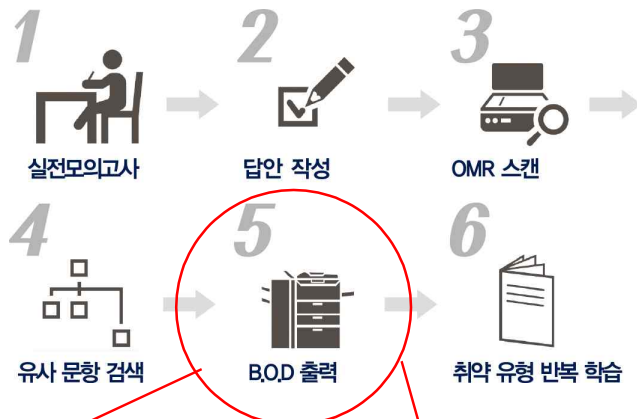 1
2
3
실전모의고사
답안 작성
OMR 스캔
4
5
6
유사 문항 검색
B.O.D 출력
취약 유형 반복 학습